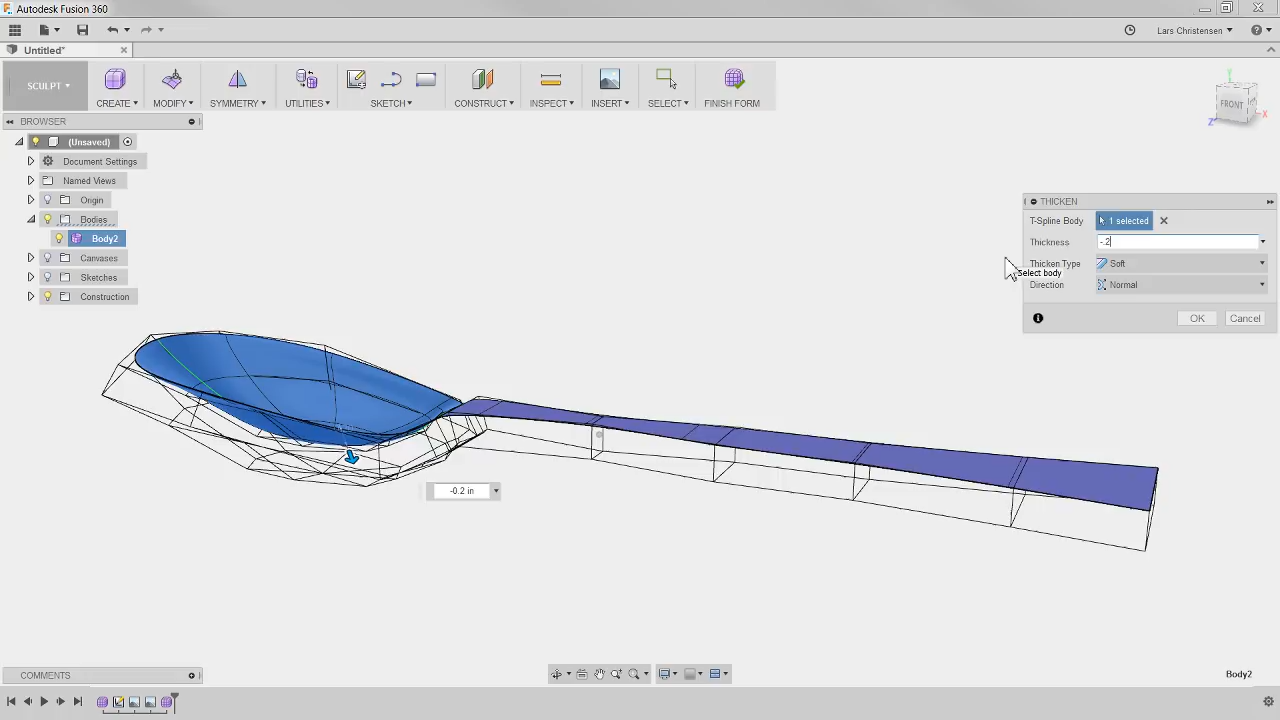 Autodesk Fusion 360
Lars Christensen
Untitled*
SCULPT
CREATE
MODIFY
SYMMETRY
UTILITIES
SKETCH
CONSTRUCT
INSPECT
INSERT
SELECT
FINISH FORM
BROWSER
(Unsaved)
Document Settings
Named Views
Origin
Bodies
Body2
Canvases
Sketches
Construction
FRONT
Y
X
Z
THICKEN
T-Spline Body 1 selected
Thickness -.2
Thicken Type Soft
Select body
Direction Normal
OK Cancel
-0.2 in
COMMENTS
Body2